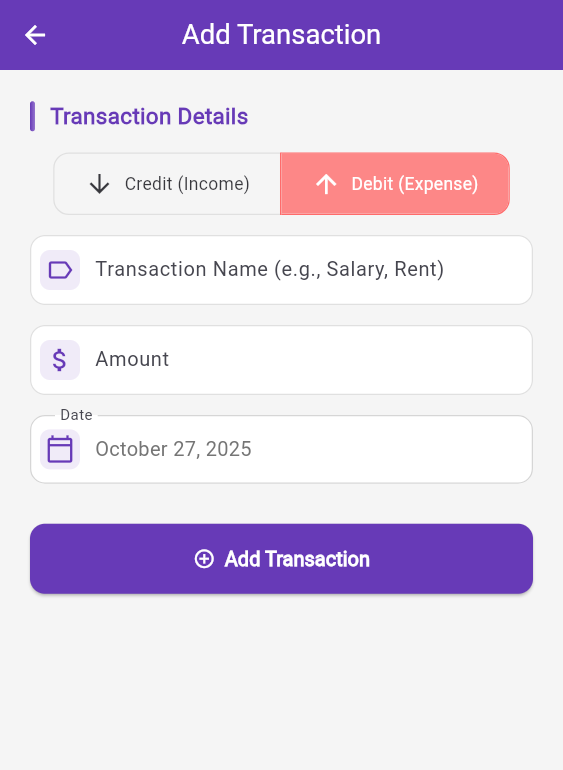 Add Transaction
Transaction Details
Credit (Income) Debit (Expense)
Transaction Name (e.g., Salary, Rent)
Amount
Date
October 27, 2025
Add Transaction